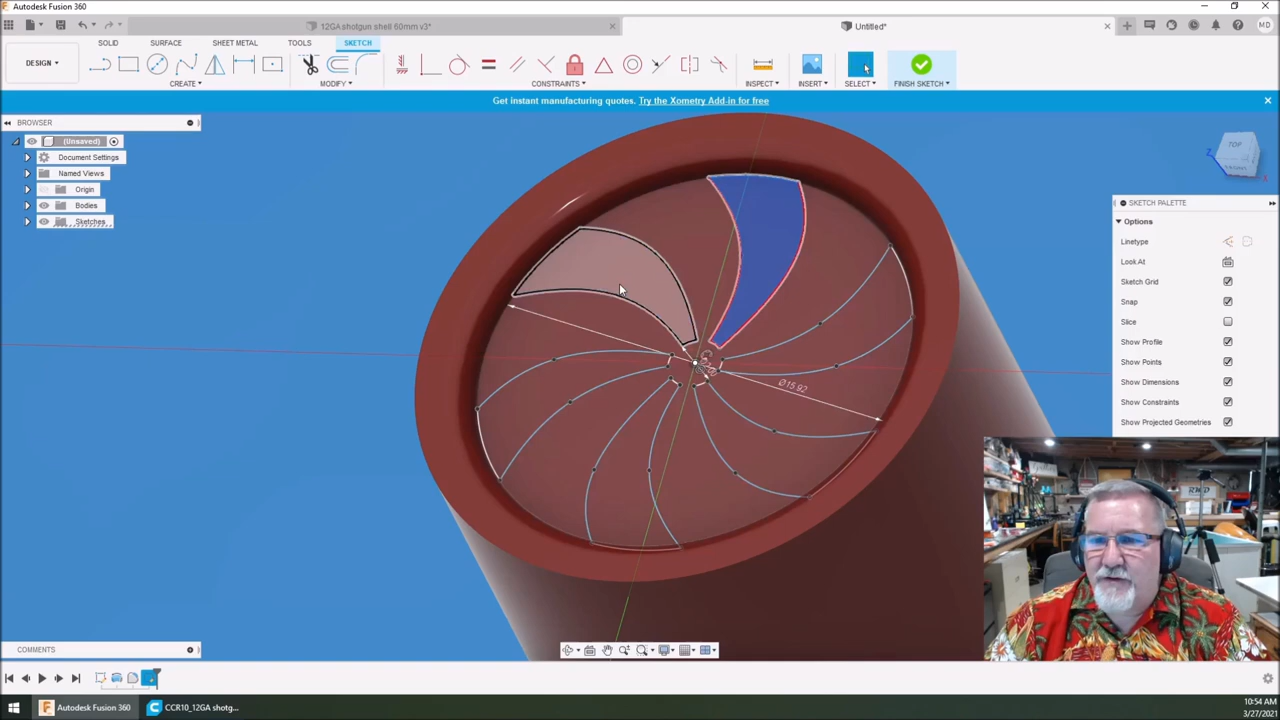 Autodesk Fusion 360
12GA shotgun shell 60mm v3*
Untitled*
MD
DESIGN
SOLID
SURFACE
SHEET METAL
TOOLS
SKETCH
CREATE
MODIFY
CONSTRAINTS
INSPECT
INSERT
SELECT
FINISH SKETCH
Get instant manufacturing quotes. Try the Xometry Add-in for free
BROWSER
(Unsaved)
Document Settings
Named Views
Origin
Bodies
Sketches
TOP
Z
X
SKETCH PALETTE
Options
Linetype
Look At
Sketch Grid
Snap
Slice
Show Profile
Show Points
Show Dimensions
Show Constraints
Show Projected Geometries
Ø15.92
COMMENTS
Autodesk Fusion 360
CCR10_12GA shotg...
10:54 AM
3/27/2021